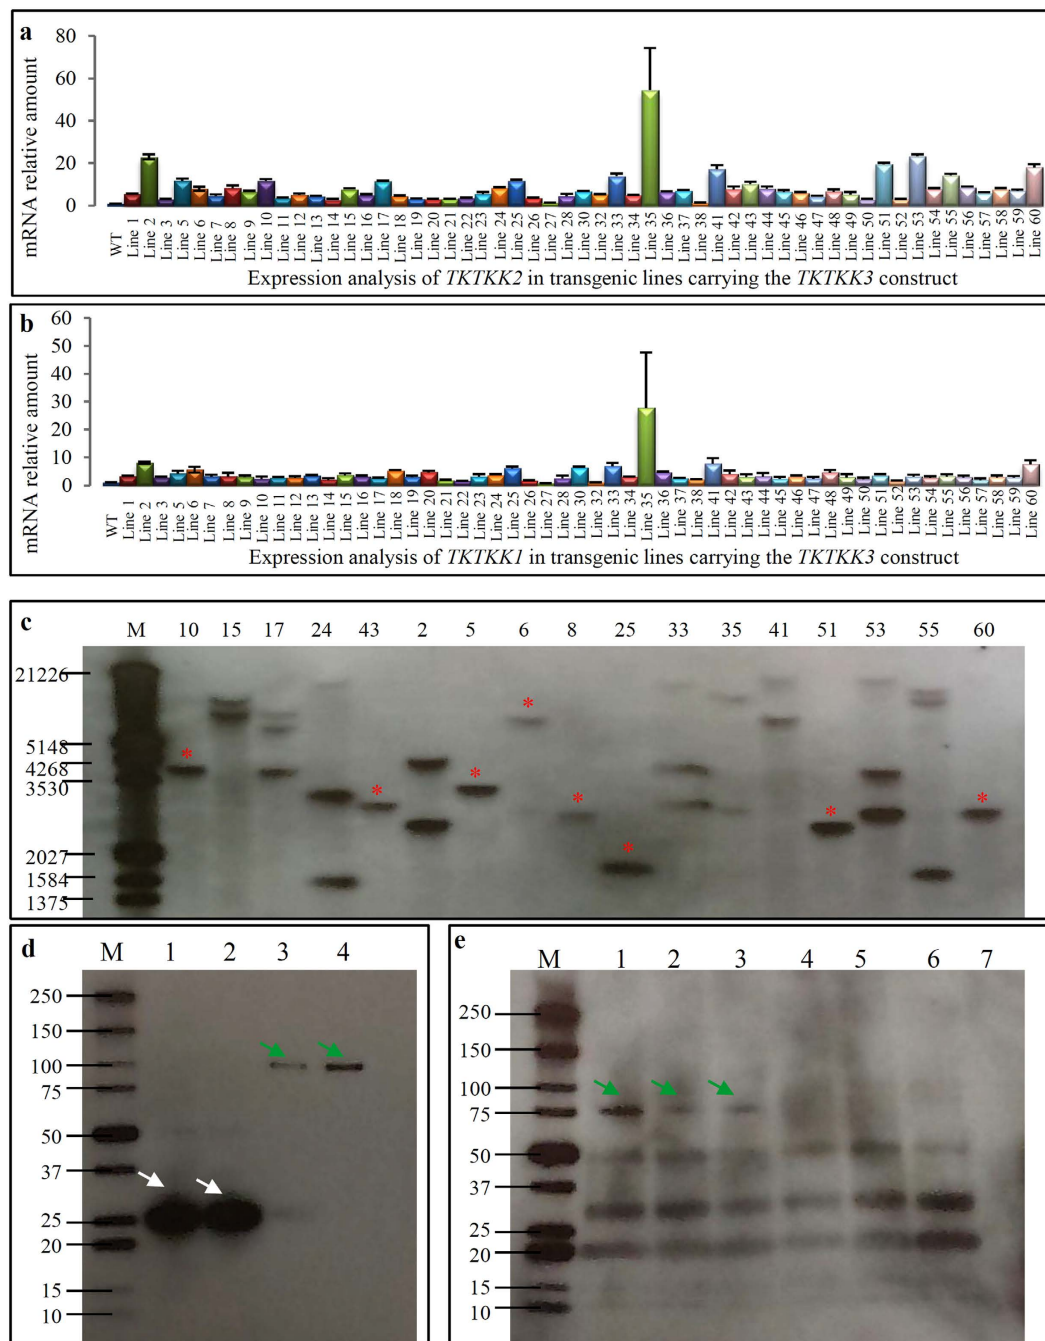 a
80
60
40
20
0
mRNA relative amount
WT Line 1 Line 2 Line 3 Line 5 Line 6 Line 7 Line 8 Line 9 Line 10 Line 11 Line 12 Line 13 Line 14 Line 15 Line 16 Line 17 Line 18 Line 19 Line 20 Line 21 Line 22 Line 23 Line 24 Line 25 Line 26 Line 27 Line 28 Line 30 Line 32 Line 33 Line 34 Line 35 Line 36 Line 37 Line 38 Line 41 Line 42 Line 43 Line 44 Line 45 Line 46 Line 47 Line 48 Line 49 Line 50 Line 51 Line 52 Line 53 Line 54 Line 55 Line 56 Line 57 Line 58 Line 59 Line 60
Expression analysis of TKTKK2 in transgenic lines carrying the TKTKK3 construct
b
60
50
40
30
20
10
0
mRNA relative amount
WT Line 1 Line 2 Line 3 Line 5 Line 6 Line 7 Line 8 Line 9 Line 10 Line 11 Line 12 Line 13 Line 14 Line 15 Line 16 Line 17 Line 18 Line 19 Line 20 Line 21 Line 22 Line 23 Line 24 Line 25 Line 26 Line 27 Line 28 Line 30 Line 32 Line 33 Line 34 Line 35 Line 36 Line 37 Line 38 Line 41 Line 42 Line 43 Line 44 Line 45 Line 46 Line 47 Line 48 Line 49 Line 50 Line 51 Line 52 Line 53 Line 54 Line 55 Line 56 Line 57 Line 58 Line 59 Line 60
Expression analysis of TKTKK1 in transgenic lines carrying the TKTKK3 construct
c
M 10 15 17 24 43 2 5 6 8 25 33 35 41 51 53 55 60
21226
5148
4268
3530
2027
1584
1375
* * * * * * * *
d
M 1 2 3 4
250
150
100
75
50
37
25
20
15
10
e
M 1 2 3 4 5 6 7
250
150
100
75
50
37
25
20
15
10